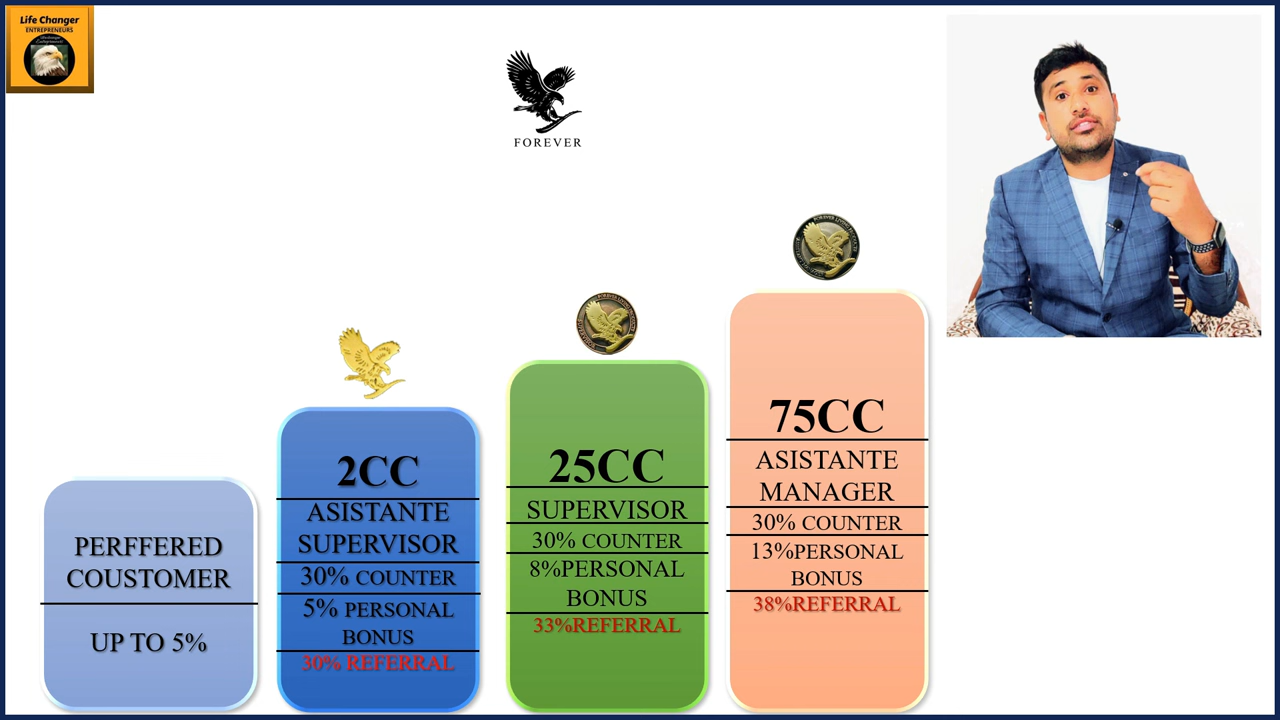 Life Changer
ENTREPRENEURS
FOREVER
PERFFERED
COUSTOMER
UP TO 5%
2CC
ASISTANTE
SUPERVISOR
30% COUNTER
5% PERSONAL
BONUS
30% REFERRAL
25CC
SUPERVISOR
30% COUNTER
8%PERSONAL
BONUS
33%REFERRAL
75CC
ASISTANTE
MANAGER
30% COUNTER
13%PERSONAL
BONUS
38%REFERRAL